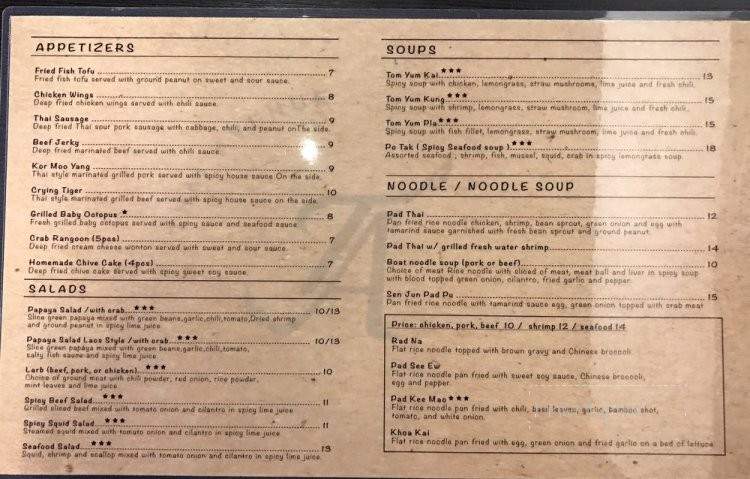 APPETIZERS
Fried Fish Tofu 7
Fried fish tofu served with ground peanut on sweet and sour sauce.
Chicken Wings 8
Deep fried chicken wings served with chili sauce.
Thai Sausage 9
Deep fried Thai sour pork sausage with cabbage, chili, and peanut on the side.
Beef Jerky 9
Deep fried marinated beef served with chili sauce.
Kor Moo Yang 9
Thai style marinated grilled pork served with spicy house sauce On the side.
Crying Tiger 10
Thai style marinated grilled beef served with spicy house sauce on the side.
Grilled Baby Octopus ★ 8
Fresh grilled baby octopus served with spicy and seafood sauce.
Crab Rangoon (5pcs) 7
Deep fried cream cheese wonton served with sweet and sour sauce.
Homemade Chive Cake (4pcs) 7
Deep fried chive cake served with spicy sweet soy sauce.
SALADS
Papaya Salad /with crab ★★★ 10/13
Slice green papaya mixed with green beans,garlic,chili,tomato,Dried shrimp
and ground peanut in spicy lime juice.
Papaya Salad Laos Style /with crab ★★★ 10/13
Slice green papaya mixed with green beans,garlic,chili,tomato,
salty fish sauce and spicy lime juice.
Larb (beef, pork, or chicken). ★★★ 10
Choice of ground meat with chili powder, red onion, rice powder,
mint leaves and lime juice.
Spicy Beef Salad ★★★ 11
Grilled sliced beef mixed with tomato onion and cilantro in spicy lime juice
Spicy Squid Salad ★★★ 11
Steamed squid mixed with tomato onion and cilantro in spicy lime juice.
Seafood Salad ★★★ 13
Squid, shrimp and scallop mixed with tomato onion and cilantro in spicy lime juice.
SOUPS
Tom Yum Kai ★★★ 13
Spicy soup with chicken, lemongrass, straw mushroom, lime juice and fresh chili.
Tom Yum Kung ★★★ 15
Spicy soup with shrimp, lemongrass, straw mushroom, lime juice and fresh chili.
Tom Yum Pla ★★★ 15
Spicy soup with fish fillet, lemongrass, straw mushroom, lime juice and fresh chili.
Po Tak ( Spicy Seafood soup ) ★★★ 18
Assorted seafood ; shrimp, fish, mussel, squid, crab in spicy lemongrass soup.
NOODLE / NOODLE SOUP
Pad Thai 12
Pan fried rice noodle chicken, shrimp, bean sprout, green onion and egg with
tamarind sauce garnished with fresh bean sprout and ground peanut.
Pad Thai w/ grilled fresh water shrimp 14
Boat noodle soup (pork or beef) 10
Choice of meat Rice noodle with sliced of meat, meat ball and liver in spicy soup
with blood topped green onion, cilantro, fried garlic and pepper.
Sen Jun Pad Pu 15
Pan fried rice noodle with tamarind sauce egg, green onion topped with crab meat
Price: chicken, pork, beef 10 / shrimp 12 / seafood 14
Rad Na
Flat rice noodle topped with brown gravy and Chinese broccoli.
Pad See Ew
Flat rice noodle pan fried with sweet soy sauce, Chinese broccoli,
egg and pepper.
Pad Kee Mao ★★★
Flat rice noodle pan fried with chili, basil leaves, garlic, bamboo shot,
tomato, and white onion.
Khoa Kai
Flat rice noodle pan fried with egg, green onion and fried garlic on a bed of lettuce